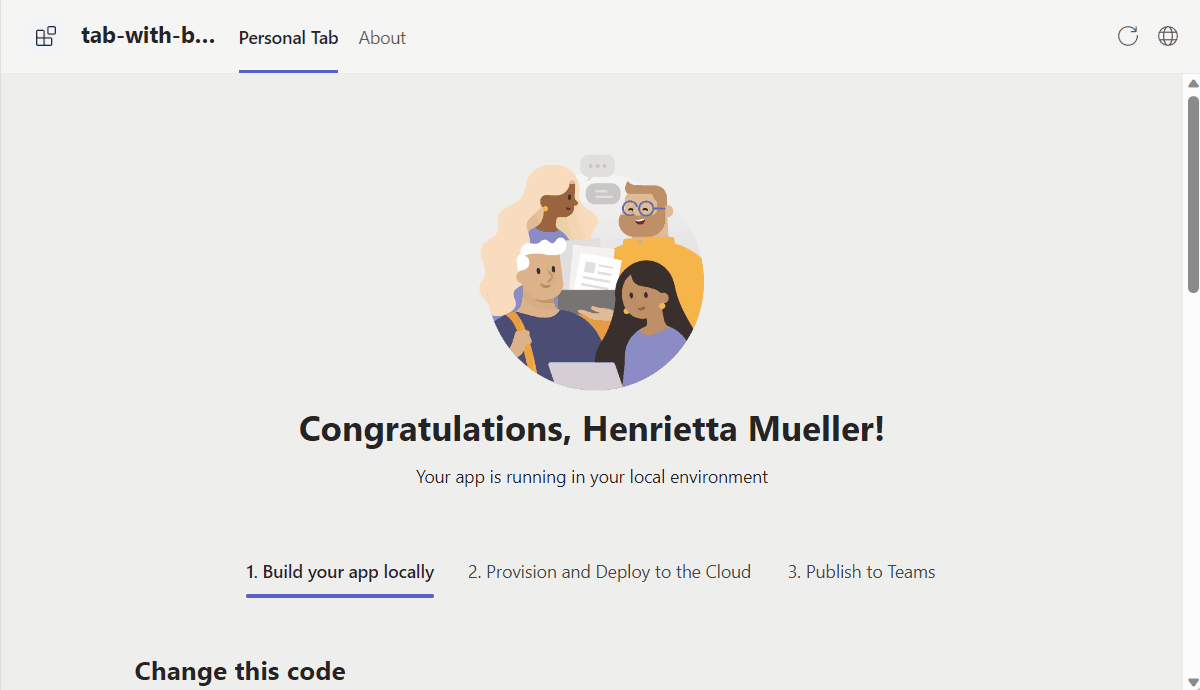 tab-with-b...
Personal Tab
About
Congratulations, Henrietta Mueller!
Your app is running in your local environment
1. Build your app locally
2. Provision and Deploy to the Cloud
3. Publish to Teams
Change this code